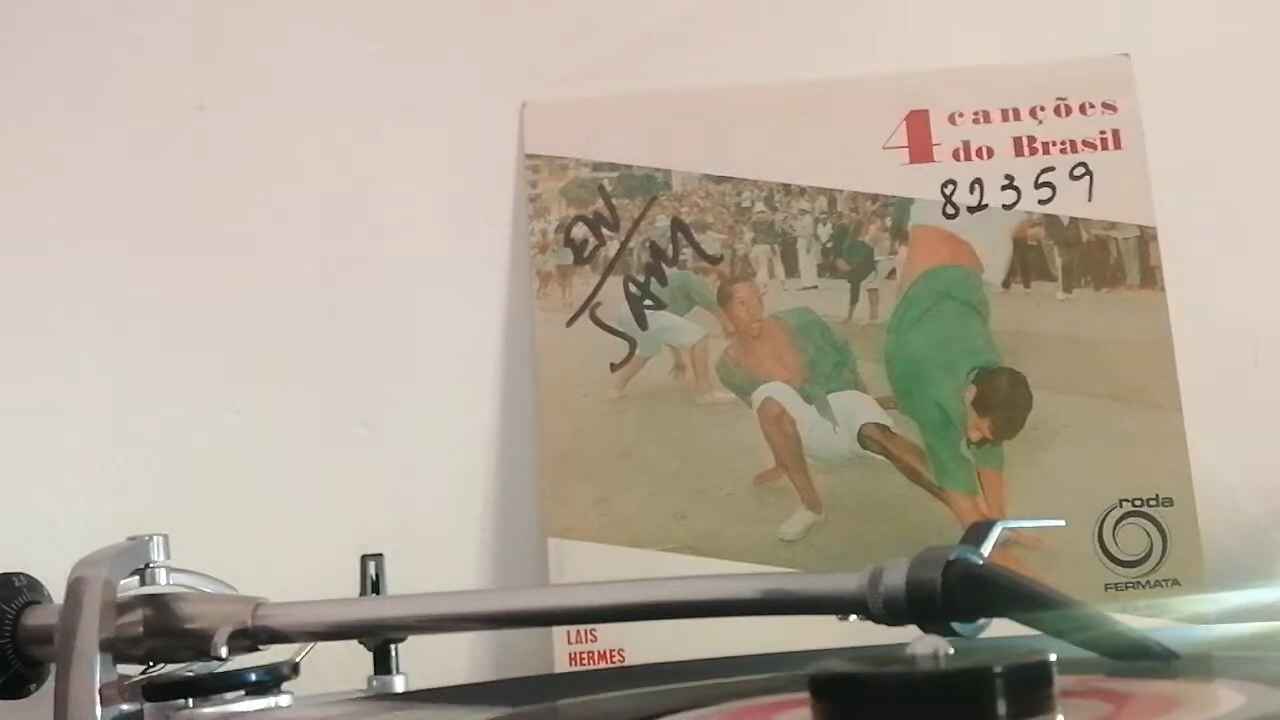 4 canções
do Brasil
82359
EN/
SAM
roda
FERMATA
LAIS
HERMES